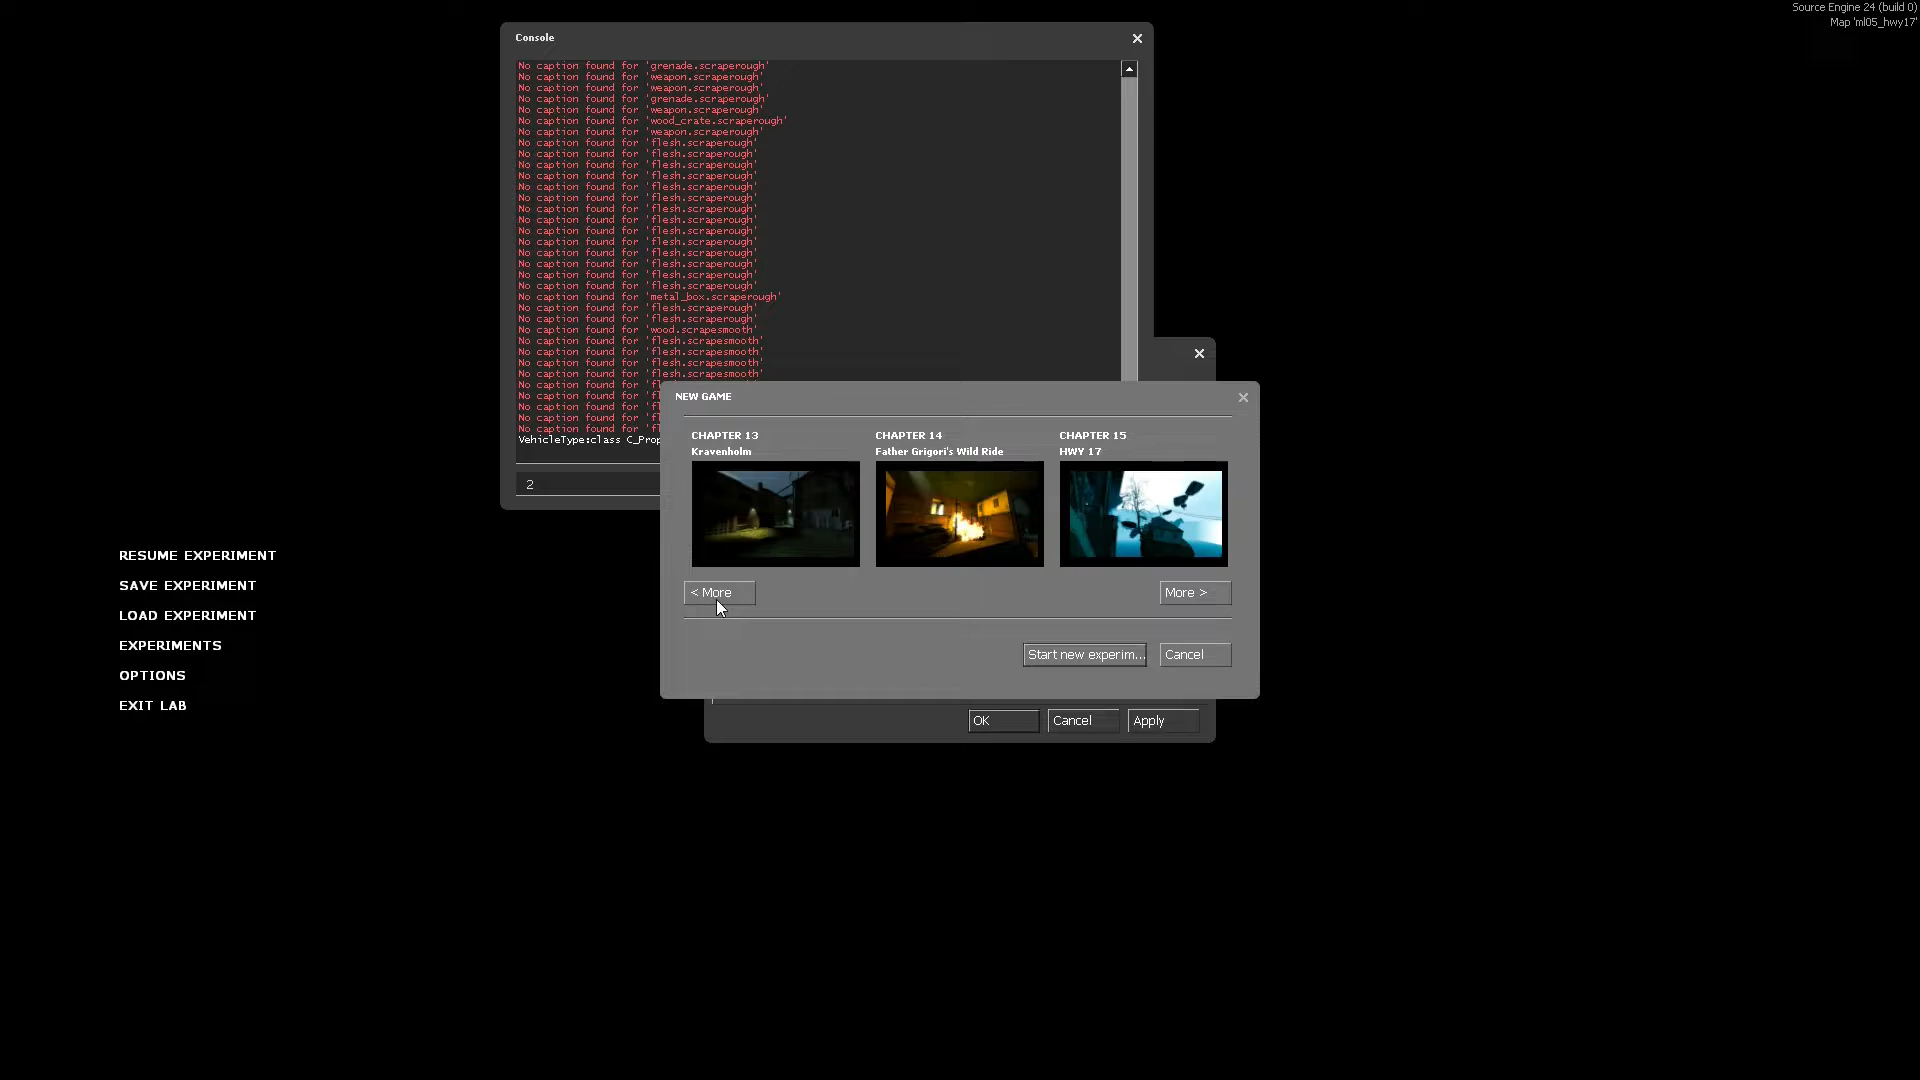 Source Engine 24 (build 0)
Map 'ml05_hwy17'
Console
No caption found for 'grenade.scraperough'
No caption found for 'weapon.scraperough'
No caption found for 'weapon.scraperough'
No caption found for 'grenade.scraperough'
No caption found for 'weapon.scraperough'
No caption found for 'wood_crate.scraperough'
No caption found for 'weapon.scraperough'
No caption found for 'flesh.scraperough'
No caption found for 'flesh.scraperough'
No caption found for 'flesh.scraperough'
No caption found for 'flesh.scraperough'
No caption found for 'flesh.scraperough'
No caption found for 'flesh.scraperough'
No caption found for 'flesh.scraperough'
No caption found for 'flesh.scraperough'
No caption found for 'flesh.scraperough'
No caption found for 'flesh.scraperough'
No caption found for 'flesh.scraperough'
No caption found for 'flesh.scraperough'
No caption found for 'flesh.scraperough'
No caption found for 'flesh.scraperough'
No caption found for 'metal_box.scraperough'
No caption found for 'flesh.scraperough'
No caption found for 'flesh.scraperough'
No caption found for 'wood.scrapesmooth'
No caption found for 'flesh.scrapesmooth'
No caption found for 'flesh.scrapesmooth'
No caption found for 'flesh.scrapesmooth'
No caption found for 'flesh.scrapesmooth'
No caption found for 'fl
No caption found for 'f
No caption found for 'f
No caption found for 'f
No caption found for 'f
VehicleType:class C_Prop
2
NEW GAME
CHAPTER 13
Kravenholm
CHAPTER 14
Father Grigori's Wild Ride
CHAPTER 15
HWY 17
< More
More >
Start new experim...
Cancel
OK
Cancel
Apply
RESUME EXPERIMENT
SAVE EXPERIMENT
LOAD EXPERIMENT
EXPERIMENTS
OPTIONS
EXIT LAB